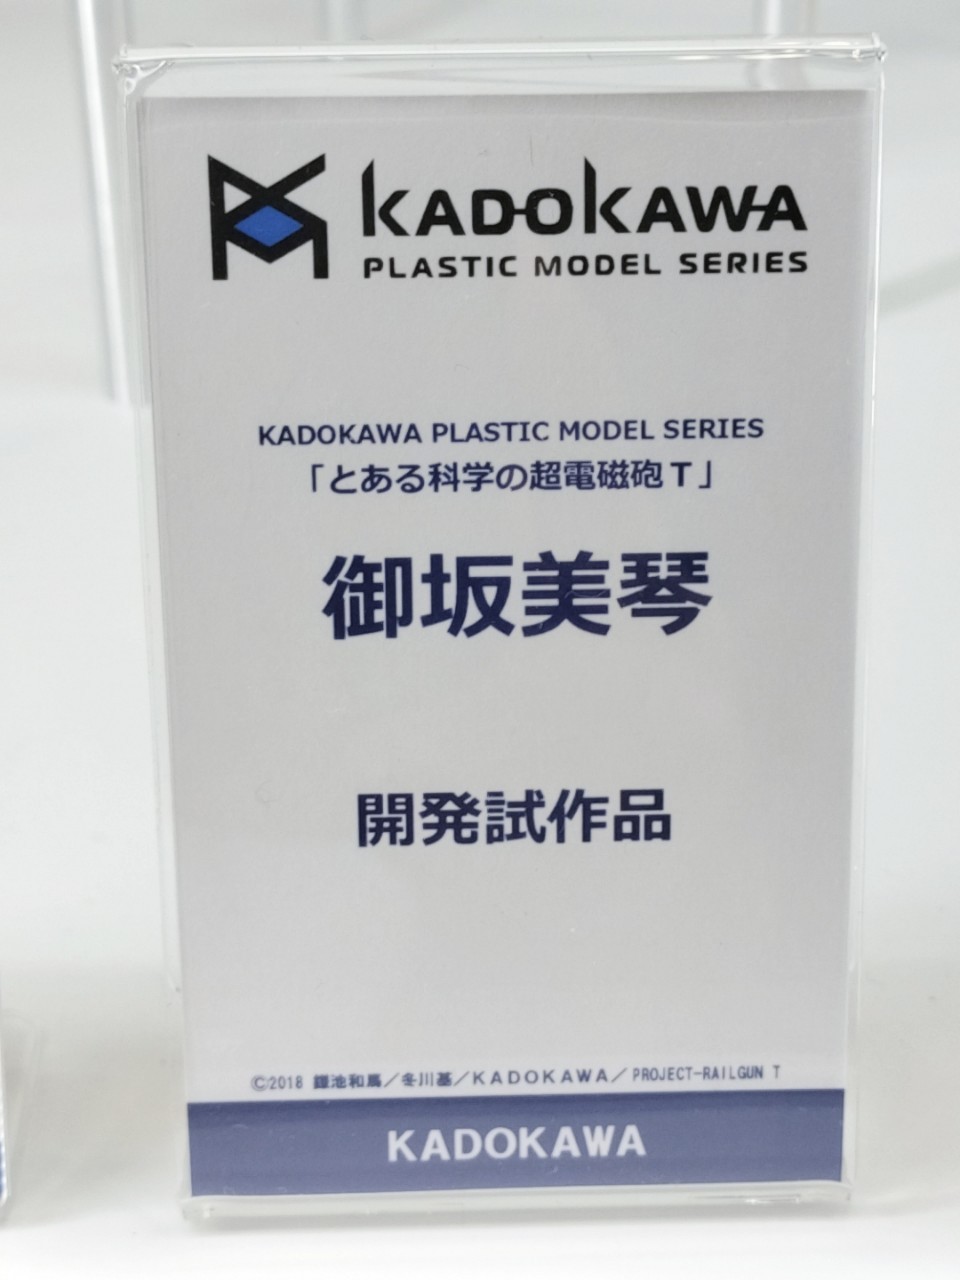 KADOKAWA
PLASTIC MODEL SERIES
KADOKAWA PLASTIC MODEL SERIES
「とある科学の超電磁砲T」
御坂美琴
開発試作品
©2018 鎌池和馬／冬川基／KADOKAWA／PROJECT-RAILGUN T
KADOKAWA